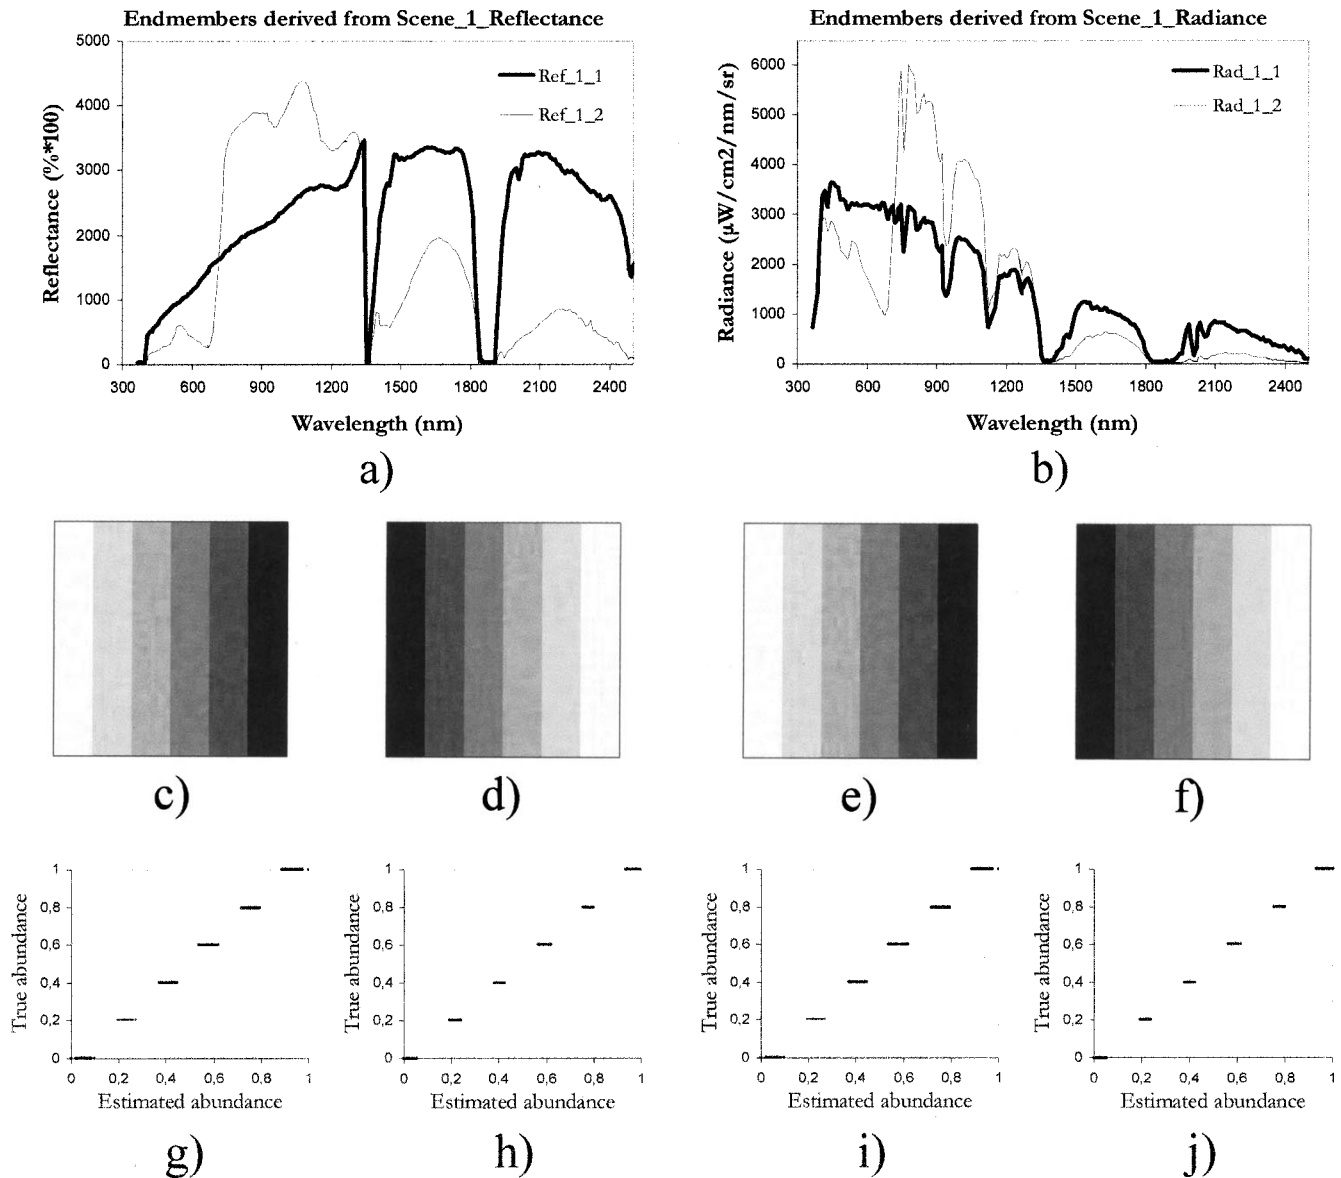 Endmembers derived from Scene_1_Reflectance
Reflectance (%*100)
5000
4000
3000
2000
1000
0
300 600 900 1200 1500 1800 2100 2400
Ref_1_1
Ref_1_2
Wavelength (nm)
a)
Endmembers derived from Scene_1_Radiance
Radiance (µW/cm2/nm/sr)
6000
5000
4000
3000
2000
1000
0
300 600 900 1200 1500 1800 2100 2400
Rad_1_1
Rad_1_2
Wavelength (nm)
b)
c)
d)
e)
f)
True abundance
1
0,8
0,6
0,4
0,2
0
0 0,2 0,4 0,6 0,8 1
Estimated abundance
g)
True abundance
1
0,8
0,6
0,4
0,2
0
0 0,2 0,4 0,6 0,8 1
Estimated abundance
h)
True abundance
1
0,8
0,6
0,4
0,2
0
0 0,2 0,4 0,6 0,8 1
Estimated abundance
i)
True abundance
1
0,8
0,6
0,4
0,2
0
0 0,2 0,4 0,6 0,8 1
Estimated abundance
j)